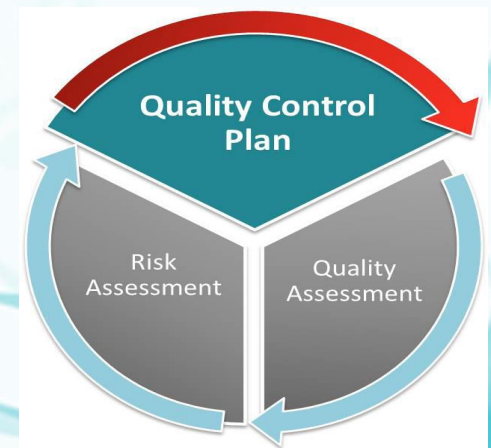 Quality Control
Plan
Risk
Assessment
Quality
Assessment